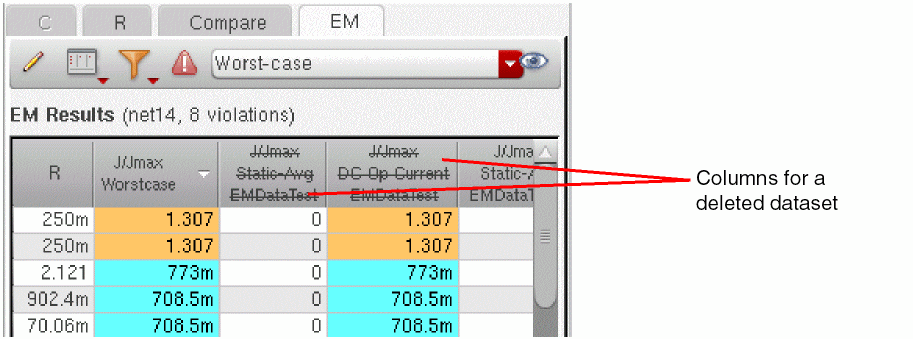 C R Compare EM
Worst-case
EM Results (net14, 8 violations)
R J/Jmax Worstcase J/Jmax Static-Avg EMDataTest J/Jmax DC-Op-Current EMDataTest J/Jma Static-A EMDataT
250m 1.307 0 1.307
250m 1.307 0 1.307
2.121 773m 0 773m
902.4m 708.5m 0 708.5m
70.06m 708.5m 0 708.5m
Columns for a
deleted dataset